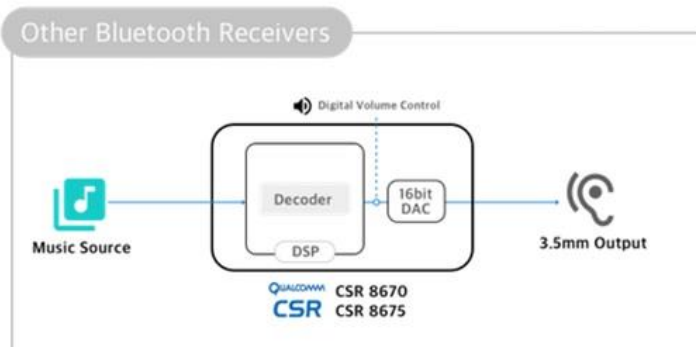 Other Bluetooth Receivers
Digital Volume Control
Decoder
16bit
DAC
DSP
Music Source
3.5mm Output
QUALCOMM CSR 8670
CSR CSR 8675